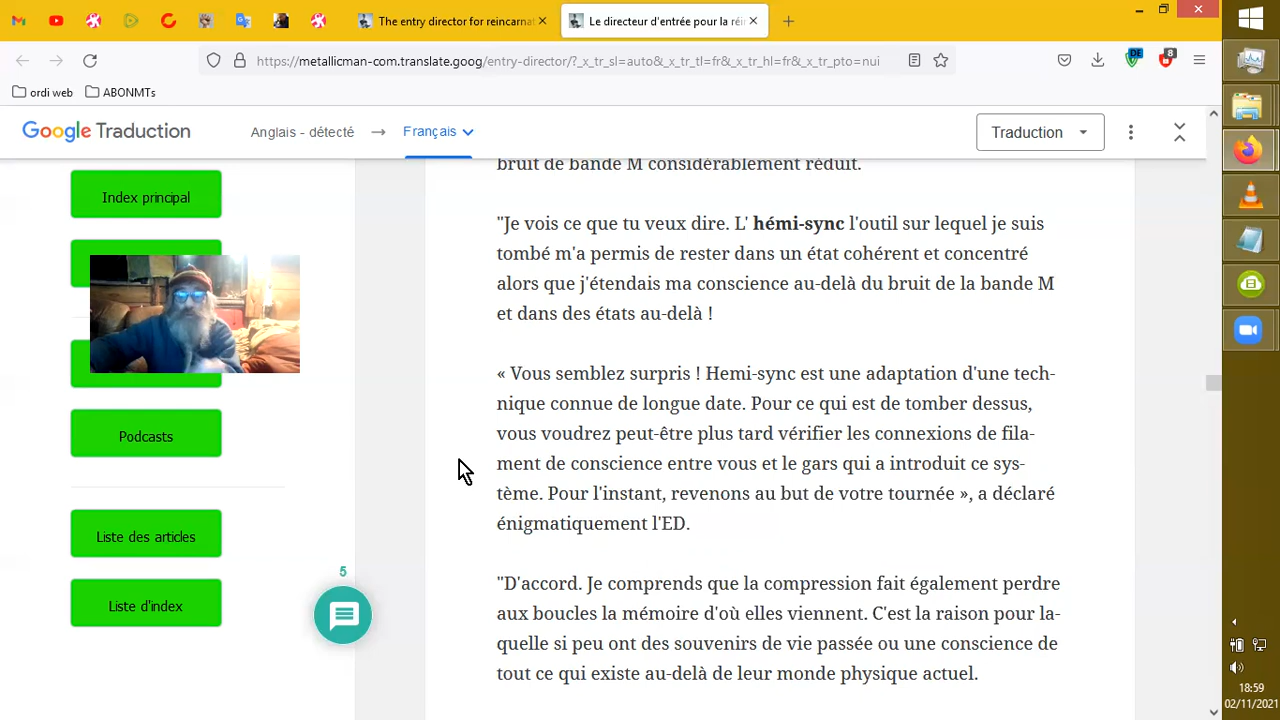 The entry director for reincarnat
Le directeur d'entrée pour la réin
https://metallicman-com.translate.goog/entry-director/?_x_tr_sl=auto&_x_tr_tl=fr&_x_tr_hl=fr&_x_tr_pto=nui
DE
8
ordi web
ABONMTs
Google Traduction
Anglais - détecté
Français
Traduction
Index principal
Podcasts
Liste des articles
Liste d'index
5
bruit de bande M considérablement réduit.
"Je vois ce que tu veux dire. L' hémi-sync l'outil sur lequel je suis
tombé m'a permis de rester dans un état cohérent et concentré
alors que j'étendais ma conscience au-delà du bruit de la bande M
et dans des états au-delà !
« Vous semblez surpris ! Hemi-sync est une adaptation d'une tech-
nique connue de longue date. Pour ce qui est de tomber dessus,
vous voudrez peut-être plus tard vérifier les connexions de fila-
ment de conscience entre vous et le gars qui a introduit ce sys-
tème. Pour l'instant, revenons au but de votre tournée », a déclaré
énigmatiquement l'ED.
"D'accord. Je comprends que la compression fait également perdre
aux boucles la mémoire d'où elles viennent. C'est la raison pour la-
quelle si peu ont des souvenirs de vie passée ou une conscience de
tout ce qui existe au-delà de leur monde physique actuel.
18:59
02/11/2021